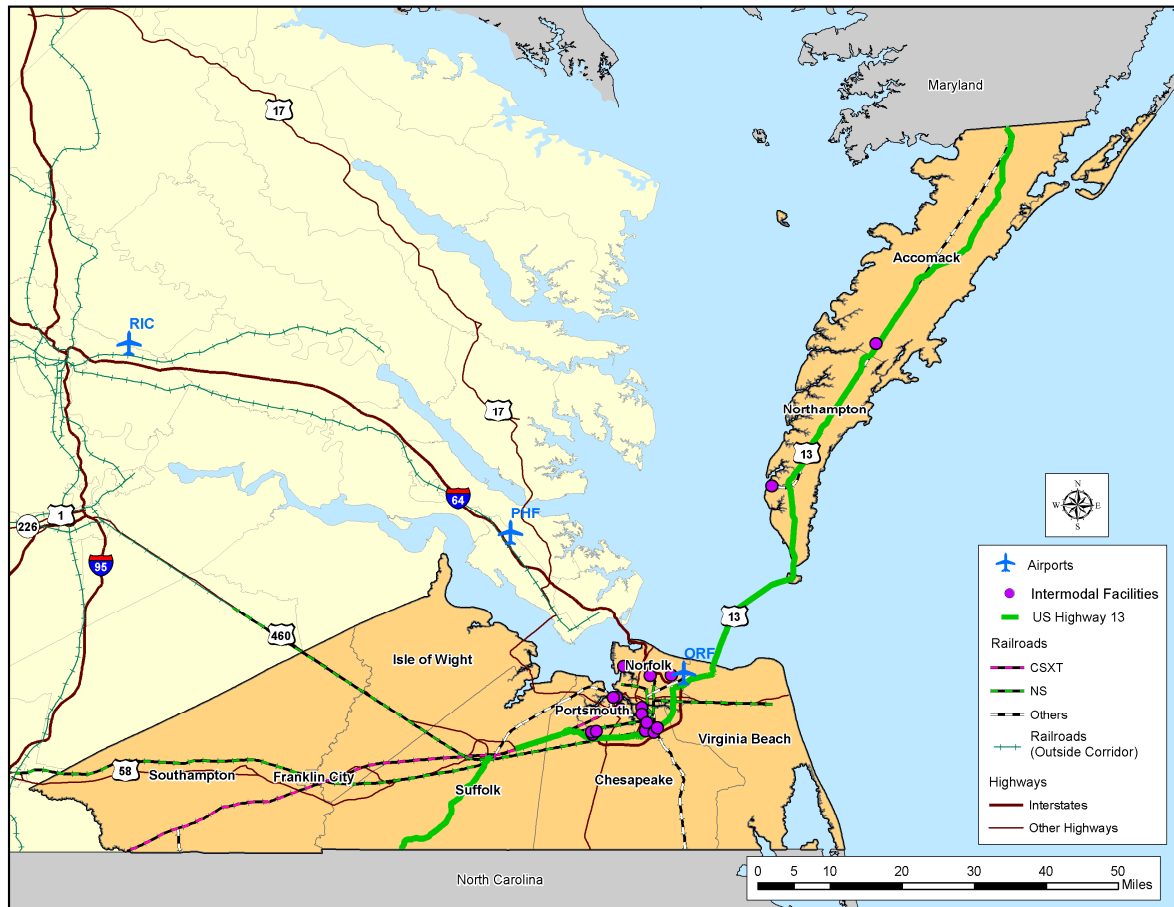 Maryland
17
Accomack
RIC
17
Northampton
13
64
PHF
1
226
95
N
W
E
S
13
460
Isle of Wight
ORF
Norfolk
Portsmouth
Virginia Beach
58
Southampton
Franklin City
Suffolk
Chesapeake
North Carolina
Airports
Intermodal Facilities
US Highway 13
Railroads
CSXT
NS
Others
Railroads
(Outside Corridor)
Highways
Interstates
Other Highways
0 5 10 20 30 40 50
Miles